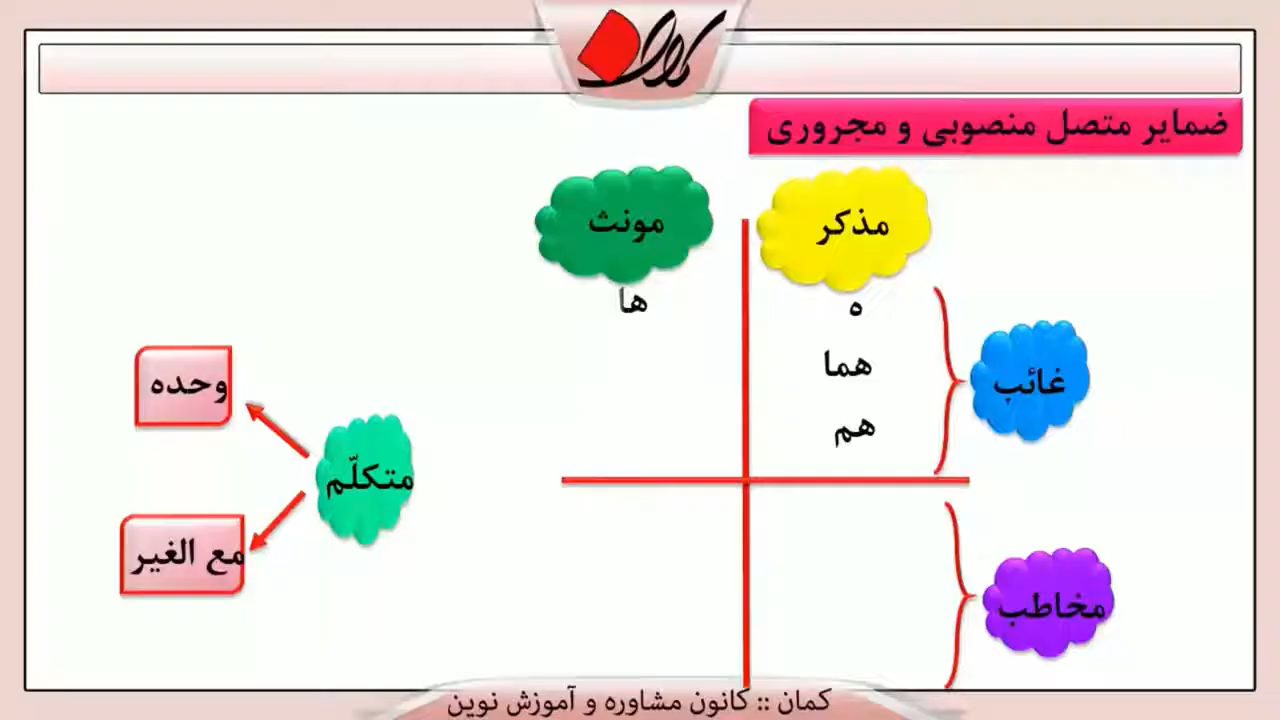 کمان
ضمایر متصل منصوبی و مجروری
مذکر
مونث
ه
ها
هما
هم
غائب
مخاطب
متکلّم
وحده
مع الغیر
کمان :: کانون مشاوره و آموزش نوین